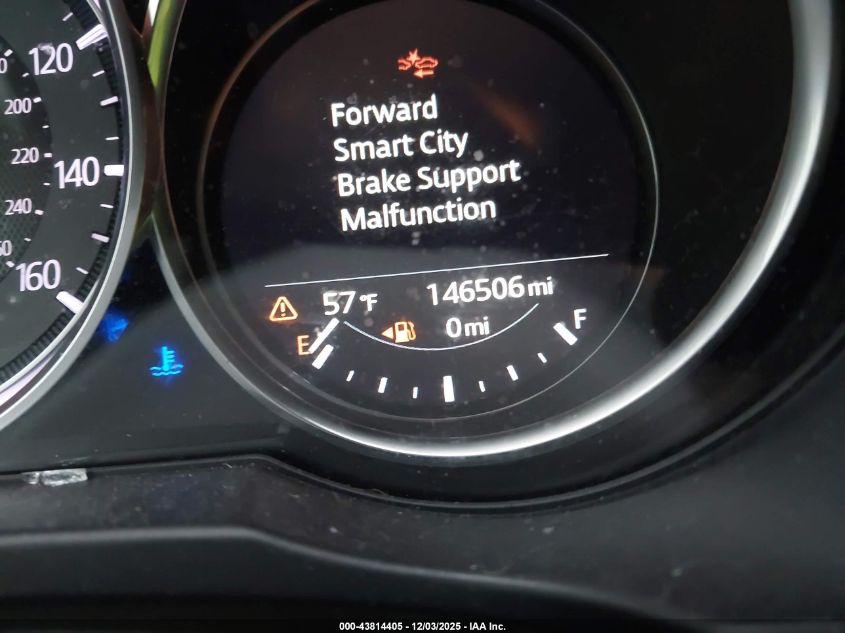 120
200
220
140
240
160
Forward
Smart City
Brake Support
Malfunction
57°F
146506 mi
0 mi
E
F
000-43814405 - 12/03/2025 - IAA Inc.